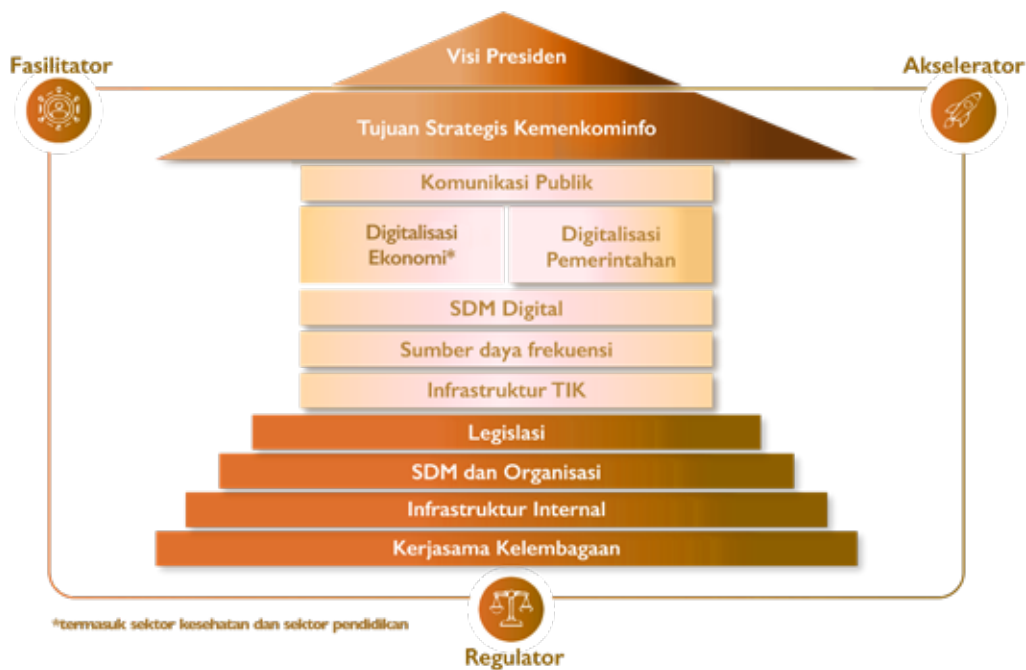 Visi Presiden
Fasilitator
Akselerator
Tujuan Strategis Kemenkominfo
Komunikasi Publik
Digitalisasi
Ekonomi*
Digitalisasi
Pemerintahan
SDM Digital
Sumber daya frekuensi
Infrastruktur TIK
Legislasi
SDM dan Organisasi
Infrastruktur Internal
Kerjasama Kelembagaan
*termasuk sektor kesehatan dan sektor pendidikan
Regulator